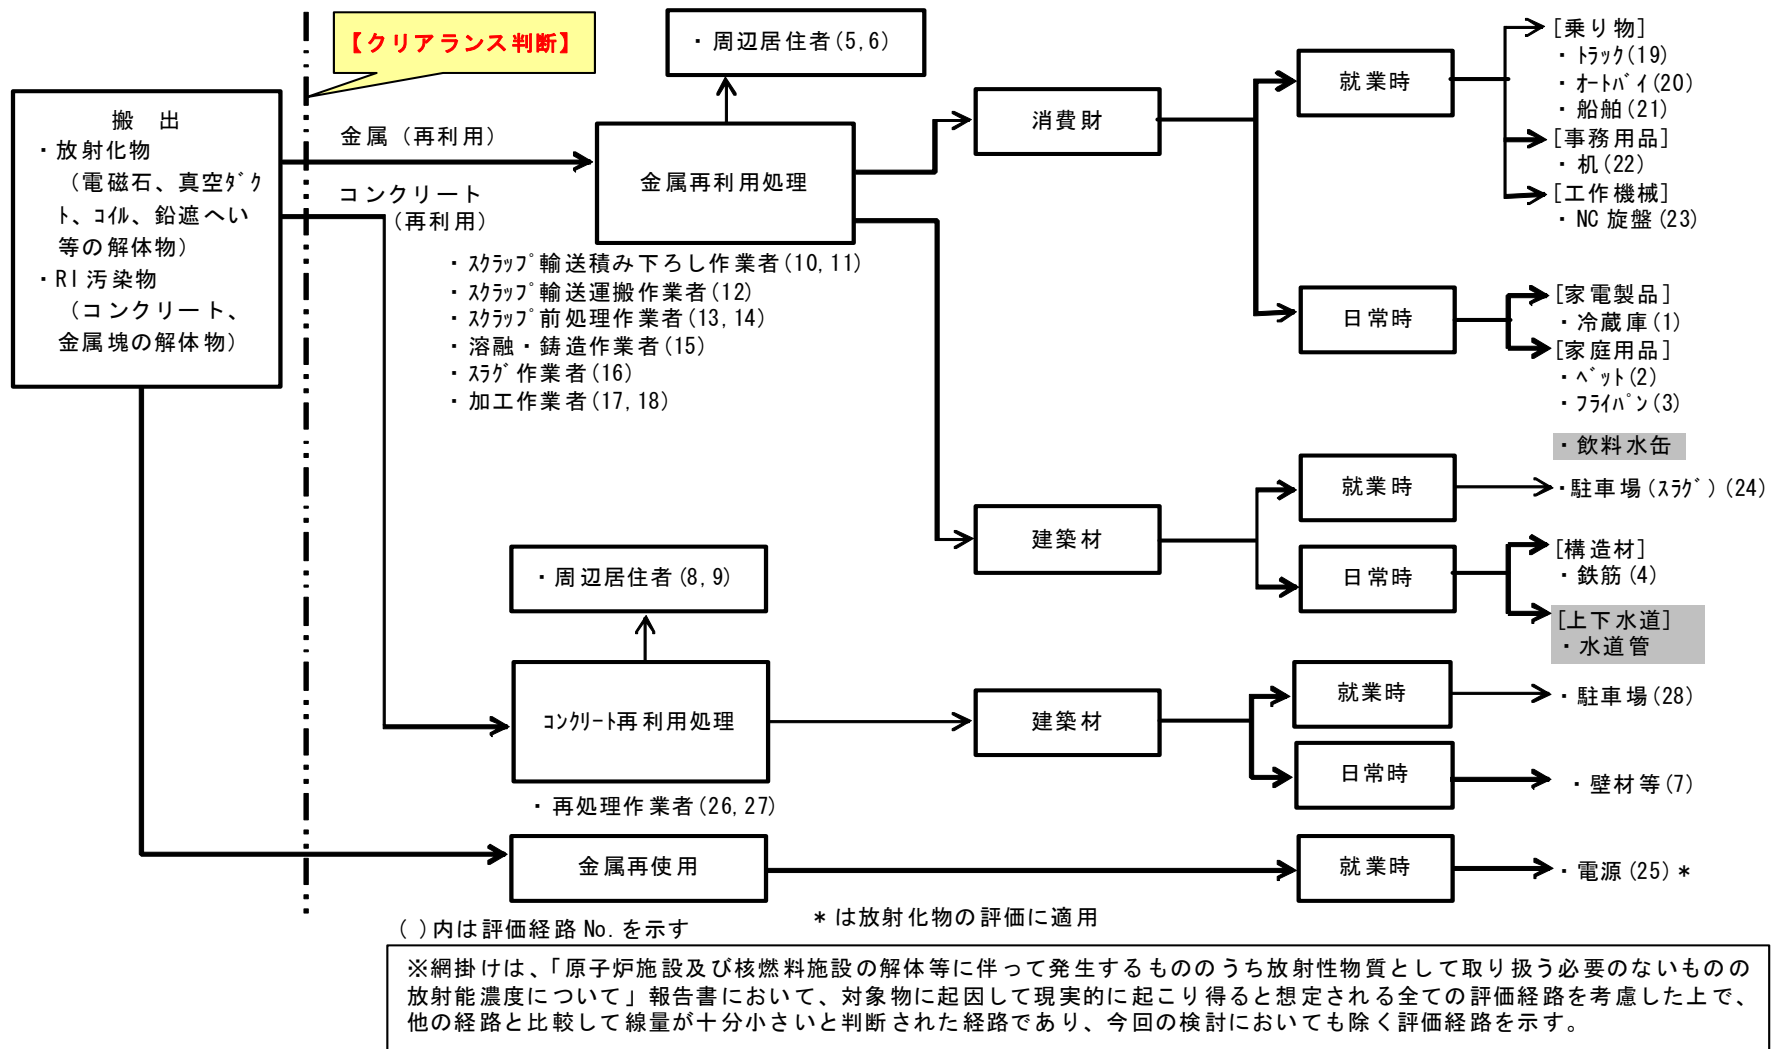 【クリアランス判断】
搬　出
・放射化物
（電磁石、真空ﾀﾞｸ
ﾄ、ｺｲﾙ、鉛遮へい
等の解体物）
・RI 汚染物
（コンクリート、
金属塊の解体物）
金属（再利用）
コンクリート
（再利用）
・周辺居住者(5,6)
金属再利用処理
・ｽｸﾗｯﾌﾟ輸送積み下ろし作業者(10,11)
・ｽｸﾗｯﾌﾟ輸送運搬作業者(12)
・ｽｸﾗｯﾌﾟ前処理作業者(13,14)
・溶融・鋳造作業者(15)
・ｽﾗｸﾞ作業者(16)
・加工作業者(17,18)
消費財
就業時
[乗り物]
・ﾄﾗｯｸ(19)
・ｵｰﾄﾊﾞｲ(20)
・船舶(21)
[事務用品]
・机(22)
[工作機械]
・NC 旋盤(23)
日常時
[家電製品]
・冷蔵庫(1)
[家庭用品]
・ﾍﾞｯﾄ(2)
・ﾌﾗｲﾊﾟﾝ(3)
・飲料水缶
建築材
就業時
・駐車場(ｽﾗｸﾞ)(24)
日常時
[構造材]
・鉄筋(4)
[上下水道]
・水道管
・周辺居住者(8,9)
ｺﾝｸﾘｰﾄ再利用処理
・再処理作業者(26,27)
建築材
就業時
・駐車場(28)
日常時
・壁材等(7)
金属再使用
就業時
・電源(25)＊
( )内は評価経路 No.を示す
＊は放射化物の評価に適用
※網掛けは、「原子炉施設及び核燃料施設の解体等に伴って発生するもののうち放射性物質として取り扱う必要のないものの
放射能濃度について」報告書において、対象物に起因して現実的に起こり得ると想定される全ての評価経路を考慮した上で、
他の経路と比較して線量が十分小さいと判断された経路であり、今回の検討においても除く評価経路を示す。